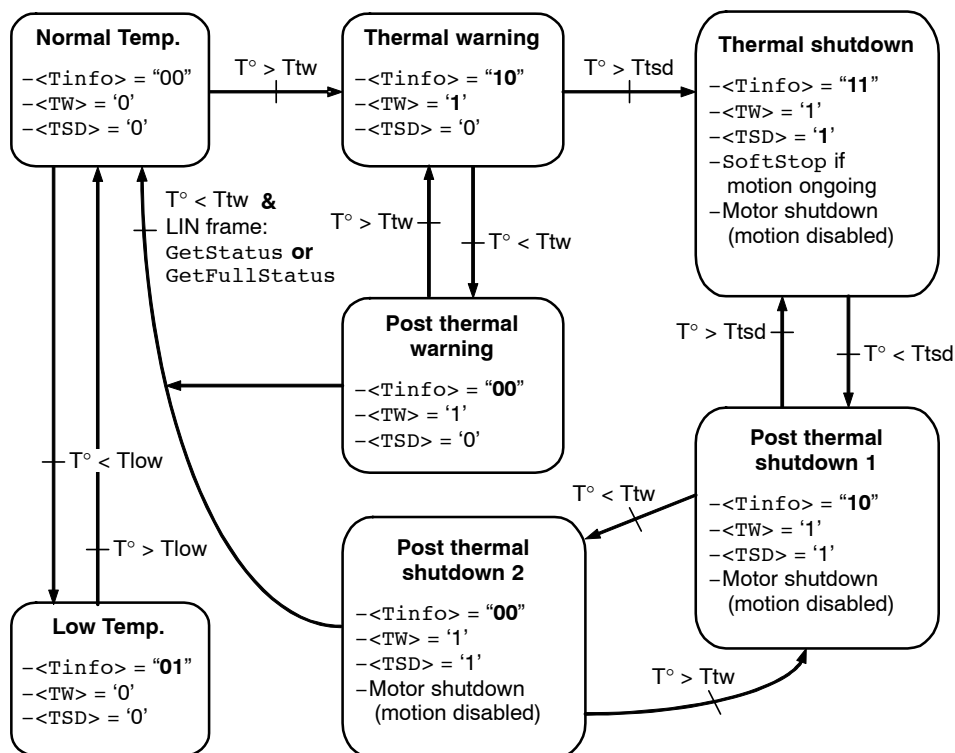 Normal Temp.
–<Tinfo> = “00”
–<TW> = ‘0’
–<TSD> = ‘0’
T° > Ttw
Thermal warning
–<Tinfo> = “10”
–<TW> = ‘1’
–<TSD> = ‘0’
T° > Ttsd
Thermal shutdown
–<Tinfo> = “11”
–<TW> = ‘1’
–<TSD> = ‘1’
–SoftStop if
motion ongoing
–Motor shutdown
(motion disabled)
T° < Ttw &
LIN frame:
GetStatus or
GetFullStatus
T° > Ttw
T° < Ttw
Post thermal
warning
–<Tinfo> = “00”
–<TW> = ‘1’
–<TSD> = ‘0’
T° > Ttsd
T° < Ttsd
Post thermal
shutdown 1
–<Tinfo> = “10”
–<TW> = ‘1’
–<TSD> = ‘1’
–Motor shutdown
(motion disabled)
T° < Tlow
T° > Tlow
T° < Ttw
Post thermal
shutdown 2
–<Tinfo> = “00”
–<TW> = ‘1’
–<TSD> = ‘1’
–Motor shutdown
(motion disabled)
T° > Ttw
Low Temp.
–<Tinfo> = “01”
–<TW> = ‘0’
–<TSD> = ‘0’